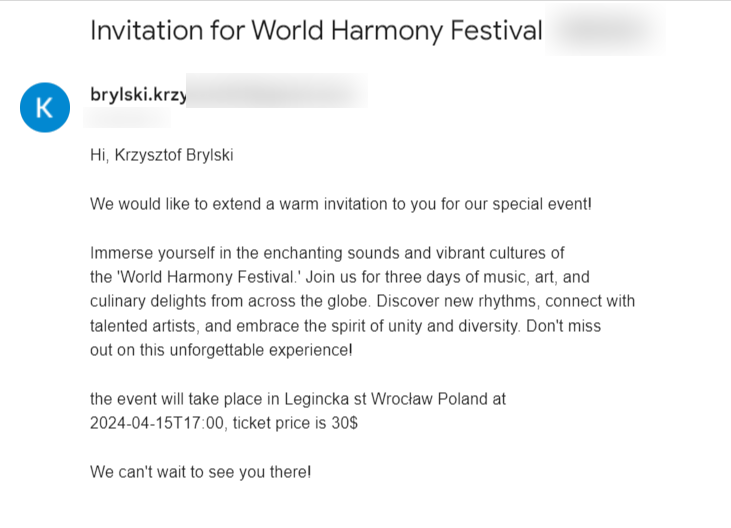 Invitation for World Harmony Festival
K
brylski.krzy
Hi, Krzysztof Brylski
We would like to extend a warm invitation to you for our special event!
Immerse yourself in the enchanting sounds and vibrant cultures of
the 'World Harmony Festival.' Join us for three days of music, art, and
culinary delights from across the globe. Discover new rhythms, connect with
talented artists, and embrace the spirit of unity and diversity. Don't miss
out on this unforgettable experience!
the event will take place in Legincka st Wrocław Poland at
2024-04-15T17:00, ticket price is 30$
We can't wait to see you there!